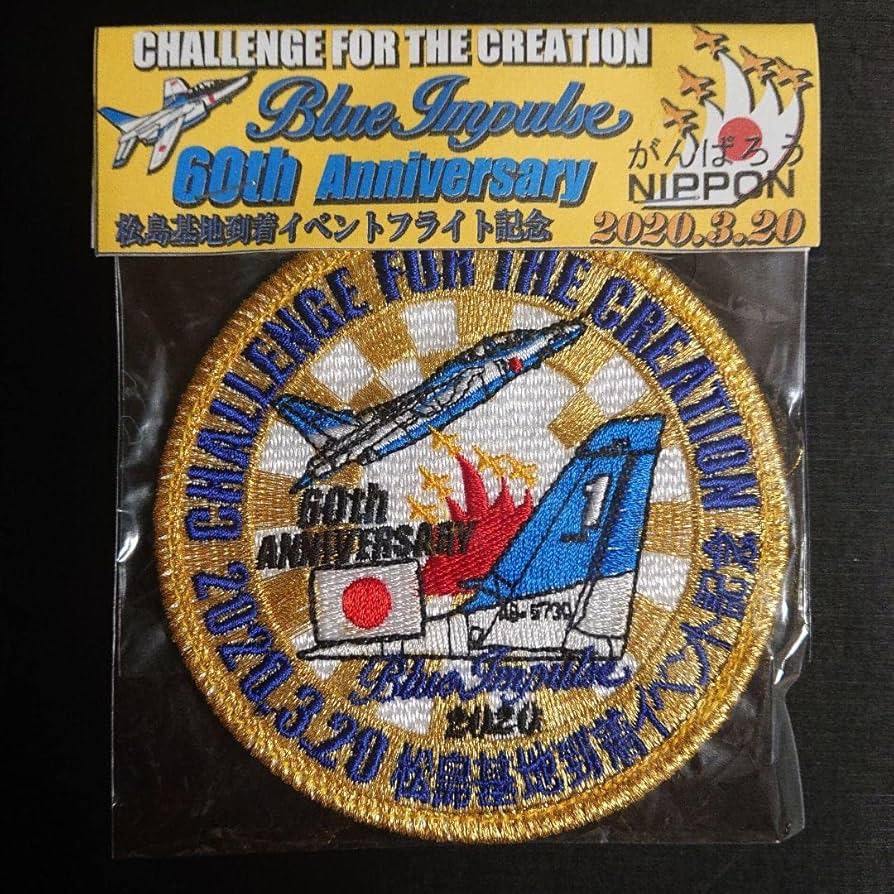 CHALLENGE FOR THE CREATION
Blue Impulse
60th Anniversary
がんばろう
NIPPON
松島基地到着イベントフライト記念
2020.3.20
CHALLENGE FOR THE CREATION
60th
ANNIVERSARY
1
46-5730
Blue Impulse
2020
2020.3.20 松島基地到着イベント記念